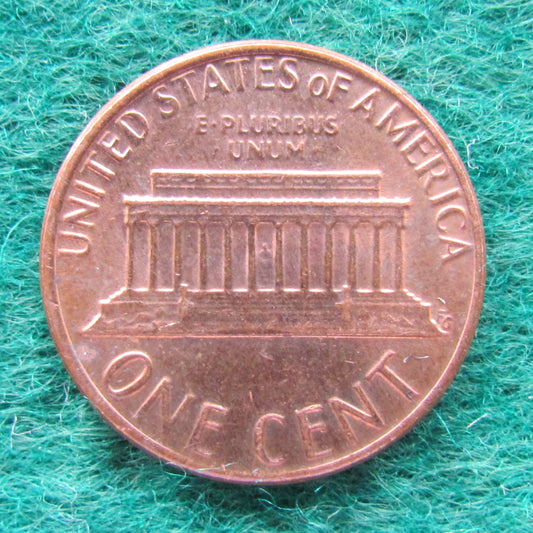 UNITED STATES OF AMERICA
E·PLURIBUS
UNUM
ONE CENT